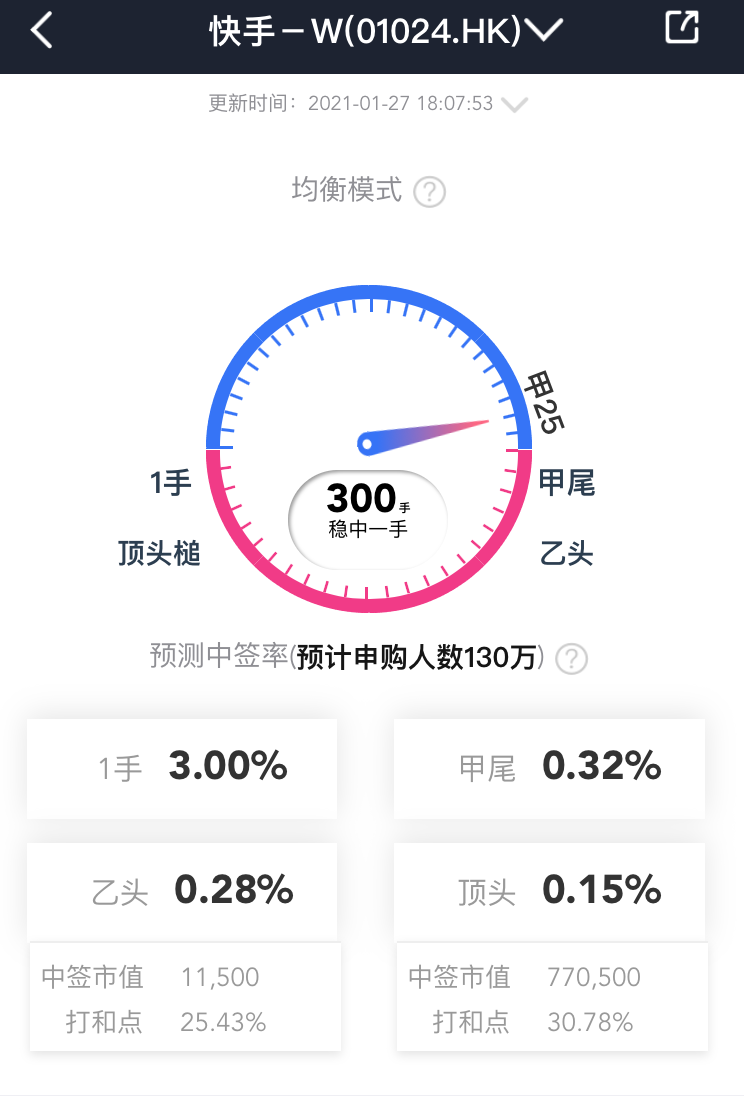 快手－W(01024.HK)
更新时间：2021-01-27 18:07:53
均衡模式 ?
甲25
1手
甲尾
300手
稳中一手
顶头槌
乙头
预测中签率(预计申购人数130万) ?
1手 3.00%
甲尾 0.32%
乙头 0.28%
顶头 0.15%
中签市值 11,500
打和点 25.43%
中签市值 770,500
打和点 30.78%